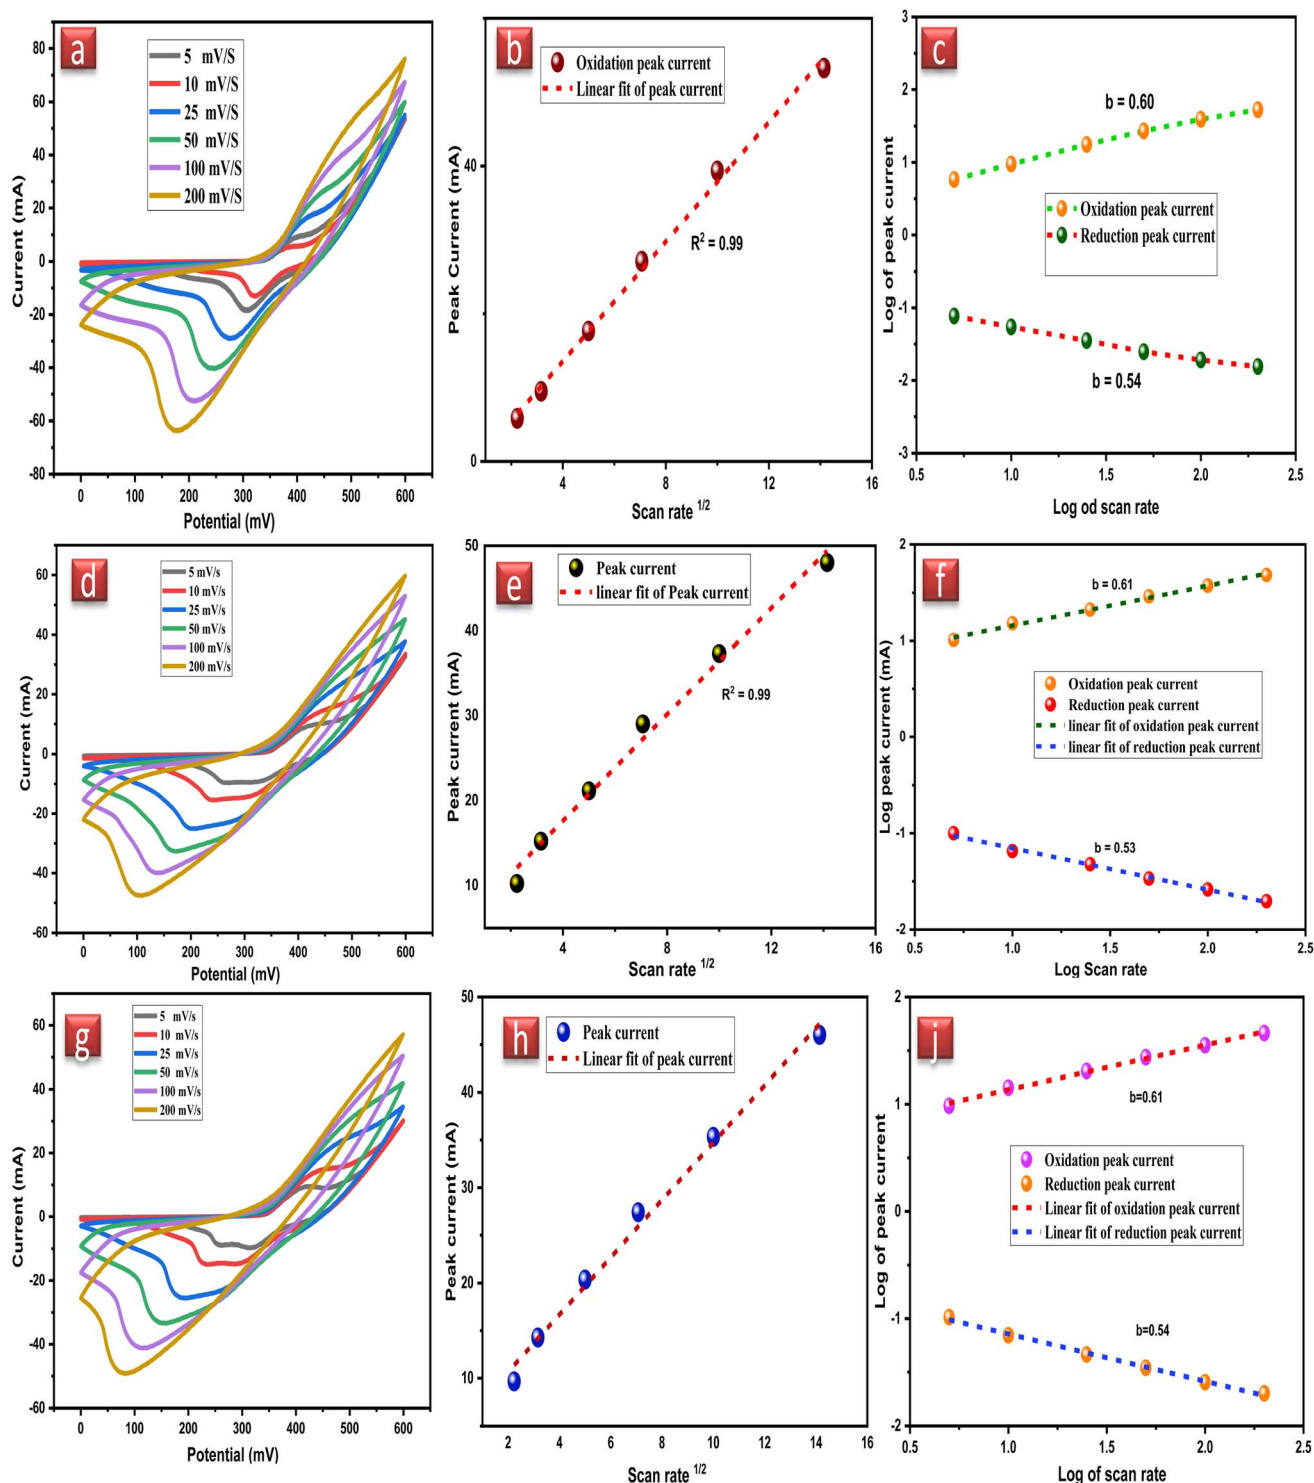 a
5 mV/S
10 mV/S
25 mV/S
50 mV/S
100 mV/S
200 mV/S
80
60
40
20
0
-20
-40
-60
-80
Current (mA)
0 100 200 300 400 500 600
Potential (mV)
b
Oxidation peak current
Linear fit of peak current
R² = 0.99
40
0
Peak Current (mA)
4 8 12 16
Scan rate 1/2
c
b = 0.60
Oxidation peak current
Reduction peak current
b = 0.54
3
2
1
0
-1
-2
-3
Log of peak current
0.5 1.0 1.5 2.0 2.5
Log od scan rate
d
5 mV/s
10 mV/s
25 mV/s
50 mV/s
100 mV/s
200 mV/s
60
40
20
0
-20
-40
-60
Current (mA)
0 100 200 300 400 500 600
Potential (mV)
e
Peak current
linear fit of Peak current
R² = 0.99
50
40
30
20
10
Peak current (mA)
4 8 12 16
Scan rate 1/2
f
b = 0.61
Oxidation peak current
Reduction peak current
linear fit of oxidation peak current
linear fit of reduction peak current
b = 0.53
2
1
0
-1
-2
Log peak current (mA)
0.5 1.0 1.5 2.0 2.5
Log Scan rate
g
5 mV/s
10 mV/s
25 mV/s
50 mV/s
100 mV/s
200 mV/s
60
40
20
0
-20
-40
-60
Current (mA)
0 100 200 300 400 500 600
Potential (mV)
h
Peak current
Linear fit of peak current
50
40
30
20
10
Peak current (mA)
2 4 6 8 10 12 14 16
Scan rate 1/2
j
b=0.61
Oxidation peak current
Reduction peak current
Linear fit of oxidation peak current
Linear fit of reduction peak current
b=0.54
2
1
0
-1
-2
Log of peak current
0.5 1.0 1.5 2.0 2.5
Log of scan rate